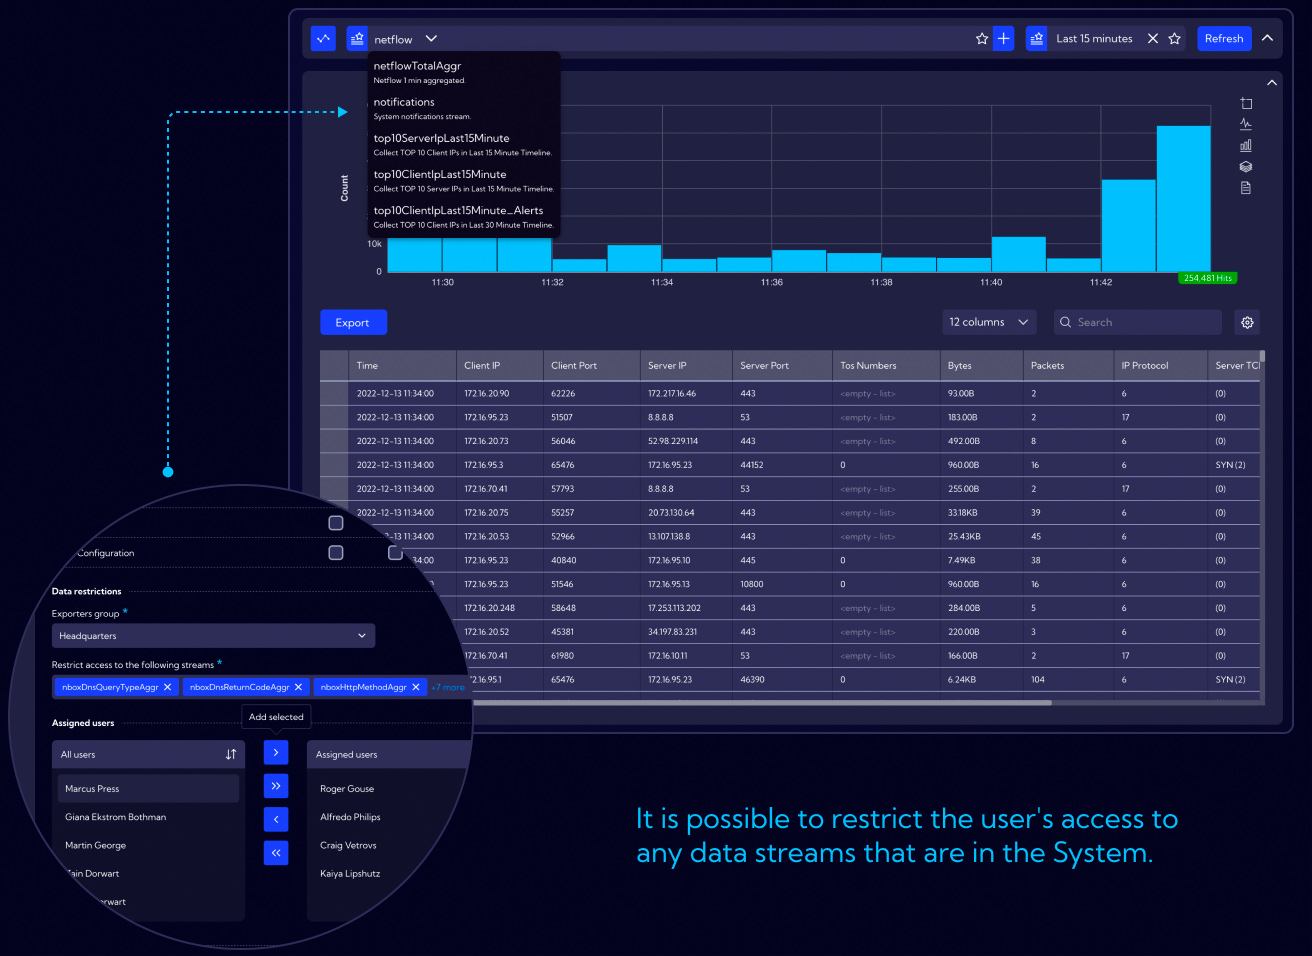 netflow
Last 15 minutes
Refresh
netflowTotalAggr
Netflow 1 min aggregated.
notifications
System notifications stream.
top10ServerIpLast15Minute
Collect TOP 10 Client IPs in Last 15 Minute Timeline.
top10ClientIpLast15Minute
Collect TOP 10 Server IPs in Last 15 Minute Timeline.
top10ClientIpLast15Minute_Alerts
Collect TOP 10 Client IPs in Last 30 Minute Timeline.
Count
10k
0
11:30 11:32 11:34 11:36 11:38 11:40 11:42
254,481 Hits
Export
12 columns
Search
Time Client IP Client Port Server IP Server Port Tos Numbers Bytes Packets IP Protocol Server TCI
2022-12-13 11:34:00 172.16.20.90 62226 172.217.16.46 443 <empty - list> 93.00B 2 6 (0)
2022-12-13 11:34:00 172.16.95.23 51507 8.8.8.8 53 <empty - list> 183.00B 2 17 (0)
2022-12-13 11:34:00 172.16.20.73 56046 52.98.229.114 443 <empty - list> 492.00B 8 6 (0)
2022-12-13 11:34:00 172.16.95.3 65476 172.16.95.23 44152 0 960.00B 16 6 SYN (2)
2022-12-13 11:34:00 172.16.70.41 57793 8.8.8.8 53 <empty - list> 255.00B 2 17 (0)
2022-12-13 11:34:00 172.16.20.75 55257 20.73.130.64 443 <empty - list> 33.18KB 39 6 (0)
-13 11:34:00 172.16.20.53 52966 13.107.138.8 443 <empty - list> 25.43KB 45 6 (0)
34:00 172.16.95.23 40840 172.16.95.10 445 0 7.49KB 38 6 (0)
172.16.95.23 51546 172.16.95.13 10800 0 960.00B 16 6 (0)
172.16.20.248 58648 17.253.113.202 443 <empty - list> 284.00B 5 6 (0)
172.16.20.52 45381 34.197.83.231 443 <empty - list> 220.00B 3 6 (0)
172.16.70.41 61980 172.16.10.11 53 <empty - list> 166.00B 2 17 (0)
172.16.95.1 65476 172.16.95.23 46390 0 6.24KB 104 6 SYN (2)
Configuration
Data restrictions
Exporters group *
Headquarters
Restrict access to the following streams *
nboxDnsQueryTypeAggr nboxDnsReturnCodeAggr nboxHttpMethodAggr +7 more
Assigned users
Add selected
All users
Marcus Press
Giana Ekstrom Bothman
Martin George
ain Dorwart
rwart
Assigned users
Roger Gouse
Alfredo Philips
Craig Vetrovs
Kaiya Lipshutz
It is possible to restrict the user's access to
any data streams that are in the System.